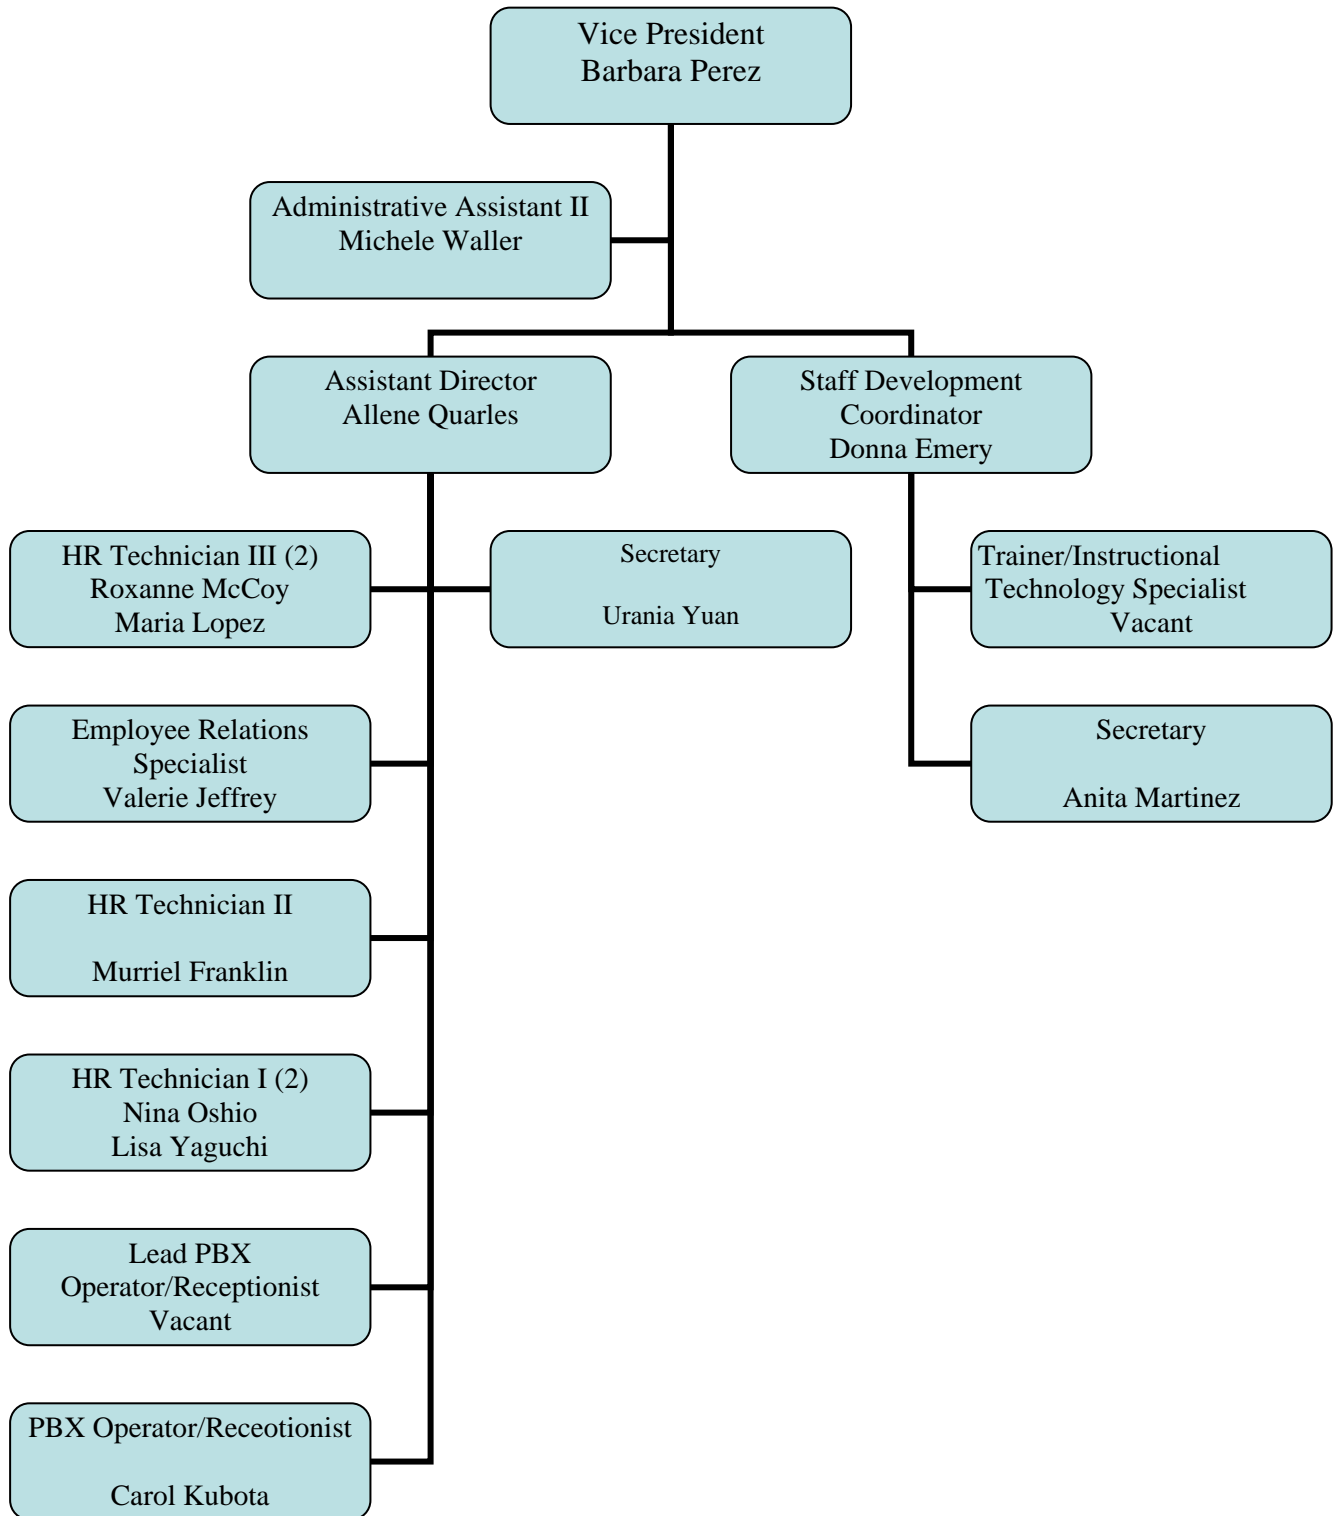 Vice President
Barbara Perez
Administrative Assistant II
Michele Waller
Assistant Director
Allene Quarles
Staff Development
Coordinator
Donna Emery
HR Technician III (2)
Roxanne McCoy
Maria Lopez
Secretary
Urania Yuan
Trainer/Instructional
Technology Specialist
Vacant
Employee Relations
Specialist
Valerie Jeffrey
Secretary
Anita Martinez
HR Technician II
Murriel Franklin
HR Technician I (2)
Nina Oshio
Lisa Yaguchi
Lead PBX
Operator/Receptionist
Vacant
PBX Operator/Receotionist
Carol Kubota